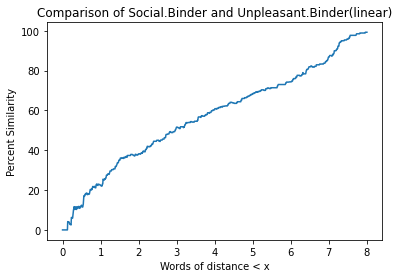 Comparison of Social.Binder and Unpleasant.Binder(linear)
Percent Similarity
100
80
60
40
20
0
0 1 2 3 4 5 6 7 8
Words of distance < x